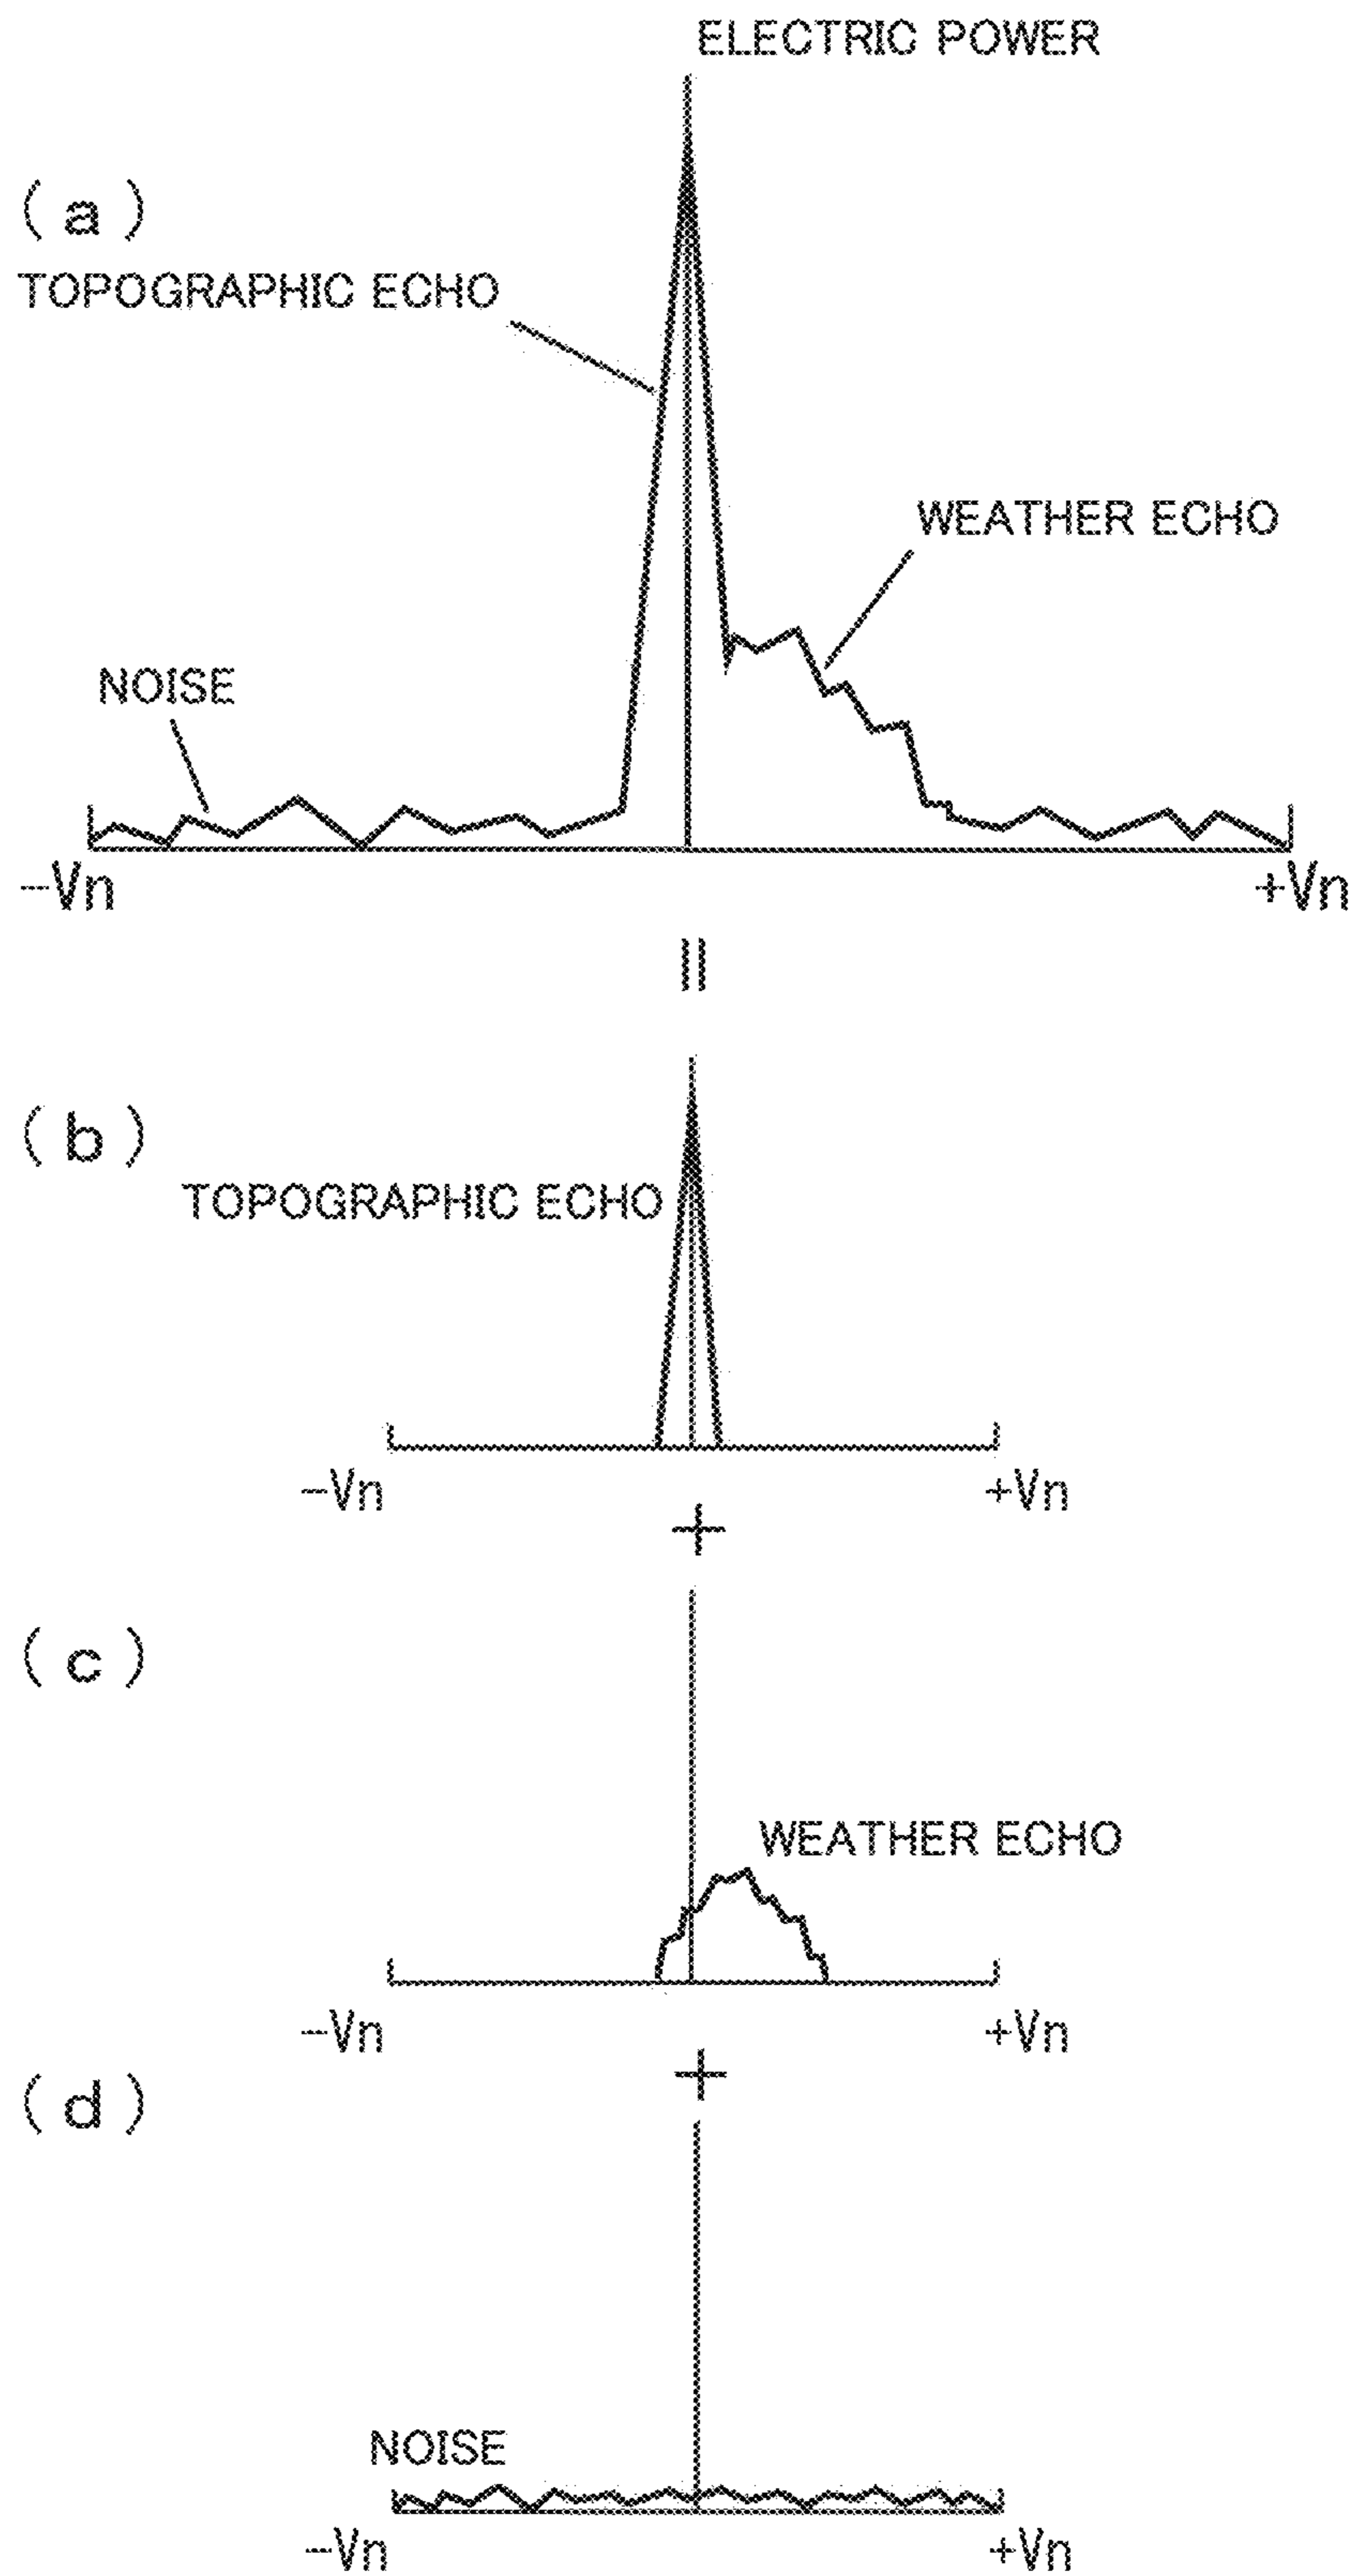 ELECTRIC POWER
(a)
TOPOGRAPHIC ECHO
WEATHER ECHO
NOISE
−Vn
+Vn
=
(b)
TOPOGRAPHIC ECHO
−Vn
+Vn
+
(c)
WEATHER ECHO
−Vn
+Vn
+
(d)
NOISE
−Vn
+Vn